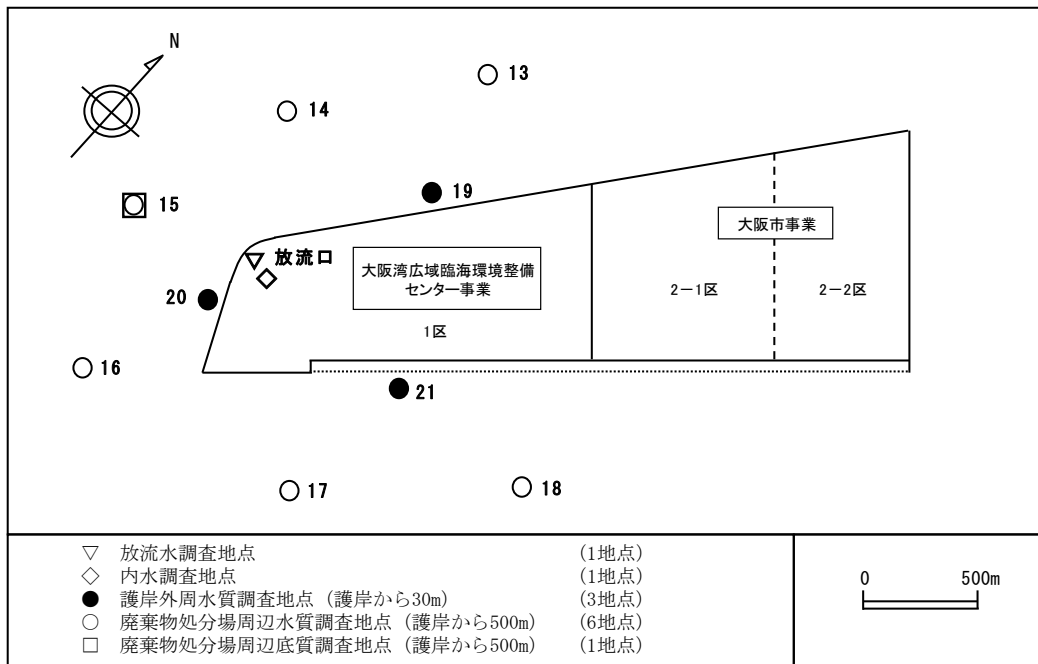 N
13
14
15
19
放流口
大阪市事業
大阪湾広域臨海環境整備
センター事業
20
2-1区
2-2区
1区
16
21
17
18
▽ 放流水調査地点 (1地点)
◇ 内水調査地点 (1地点)
● 護岸外周水質調査地点 (護岸から30m) (3地点)
○ 廃棄物処分場周辺水質調査地点 (護岸から500m) (6地点)
□ 廃棄物処分場周辺底質調査地点 (護岸から500m) (1地点)
0 500m